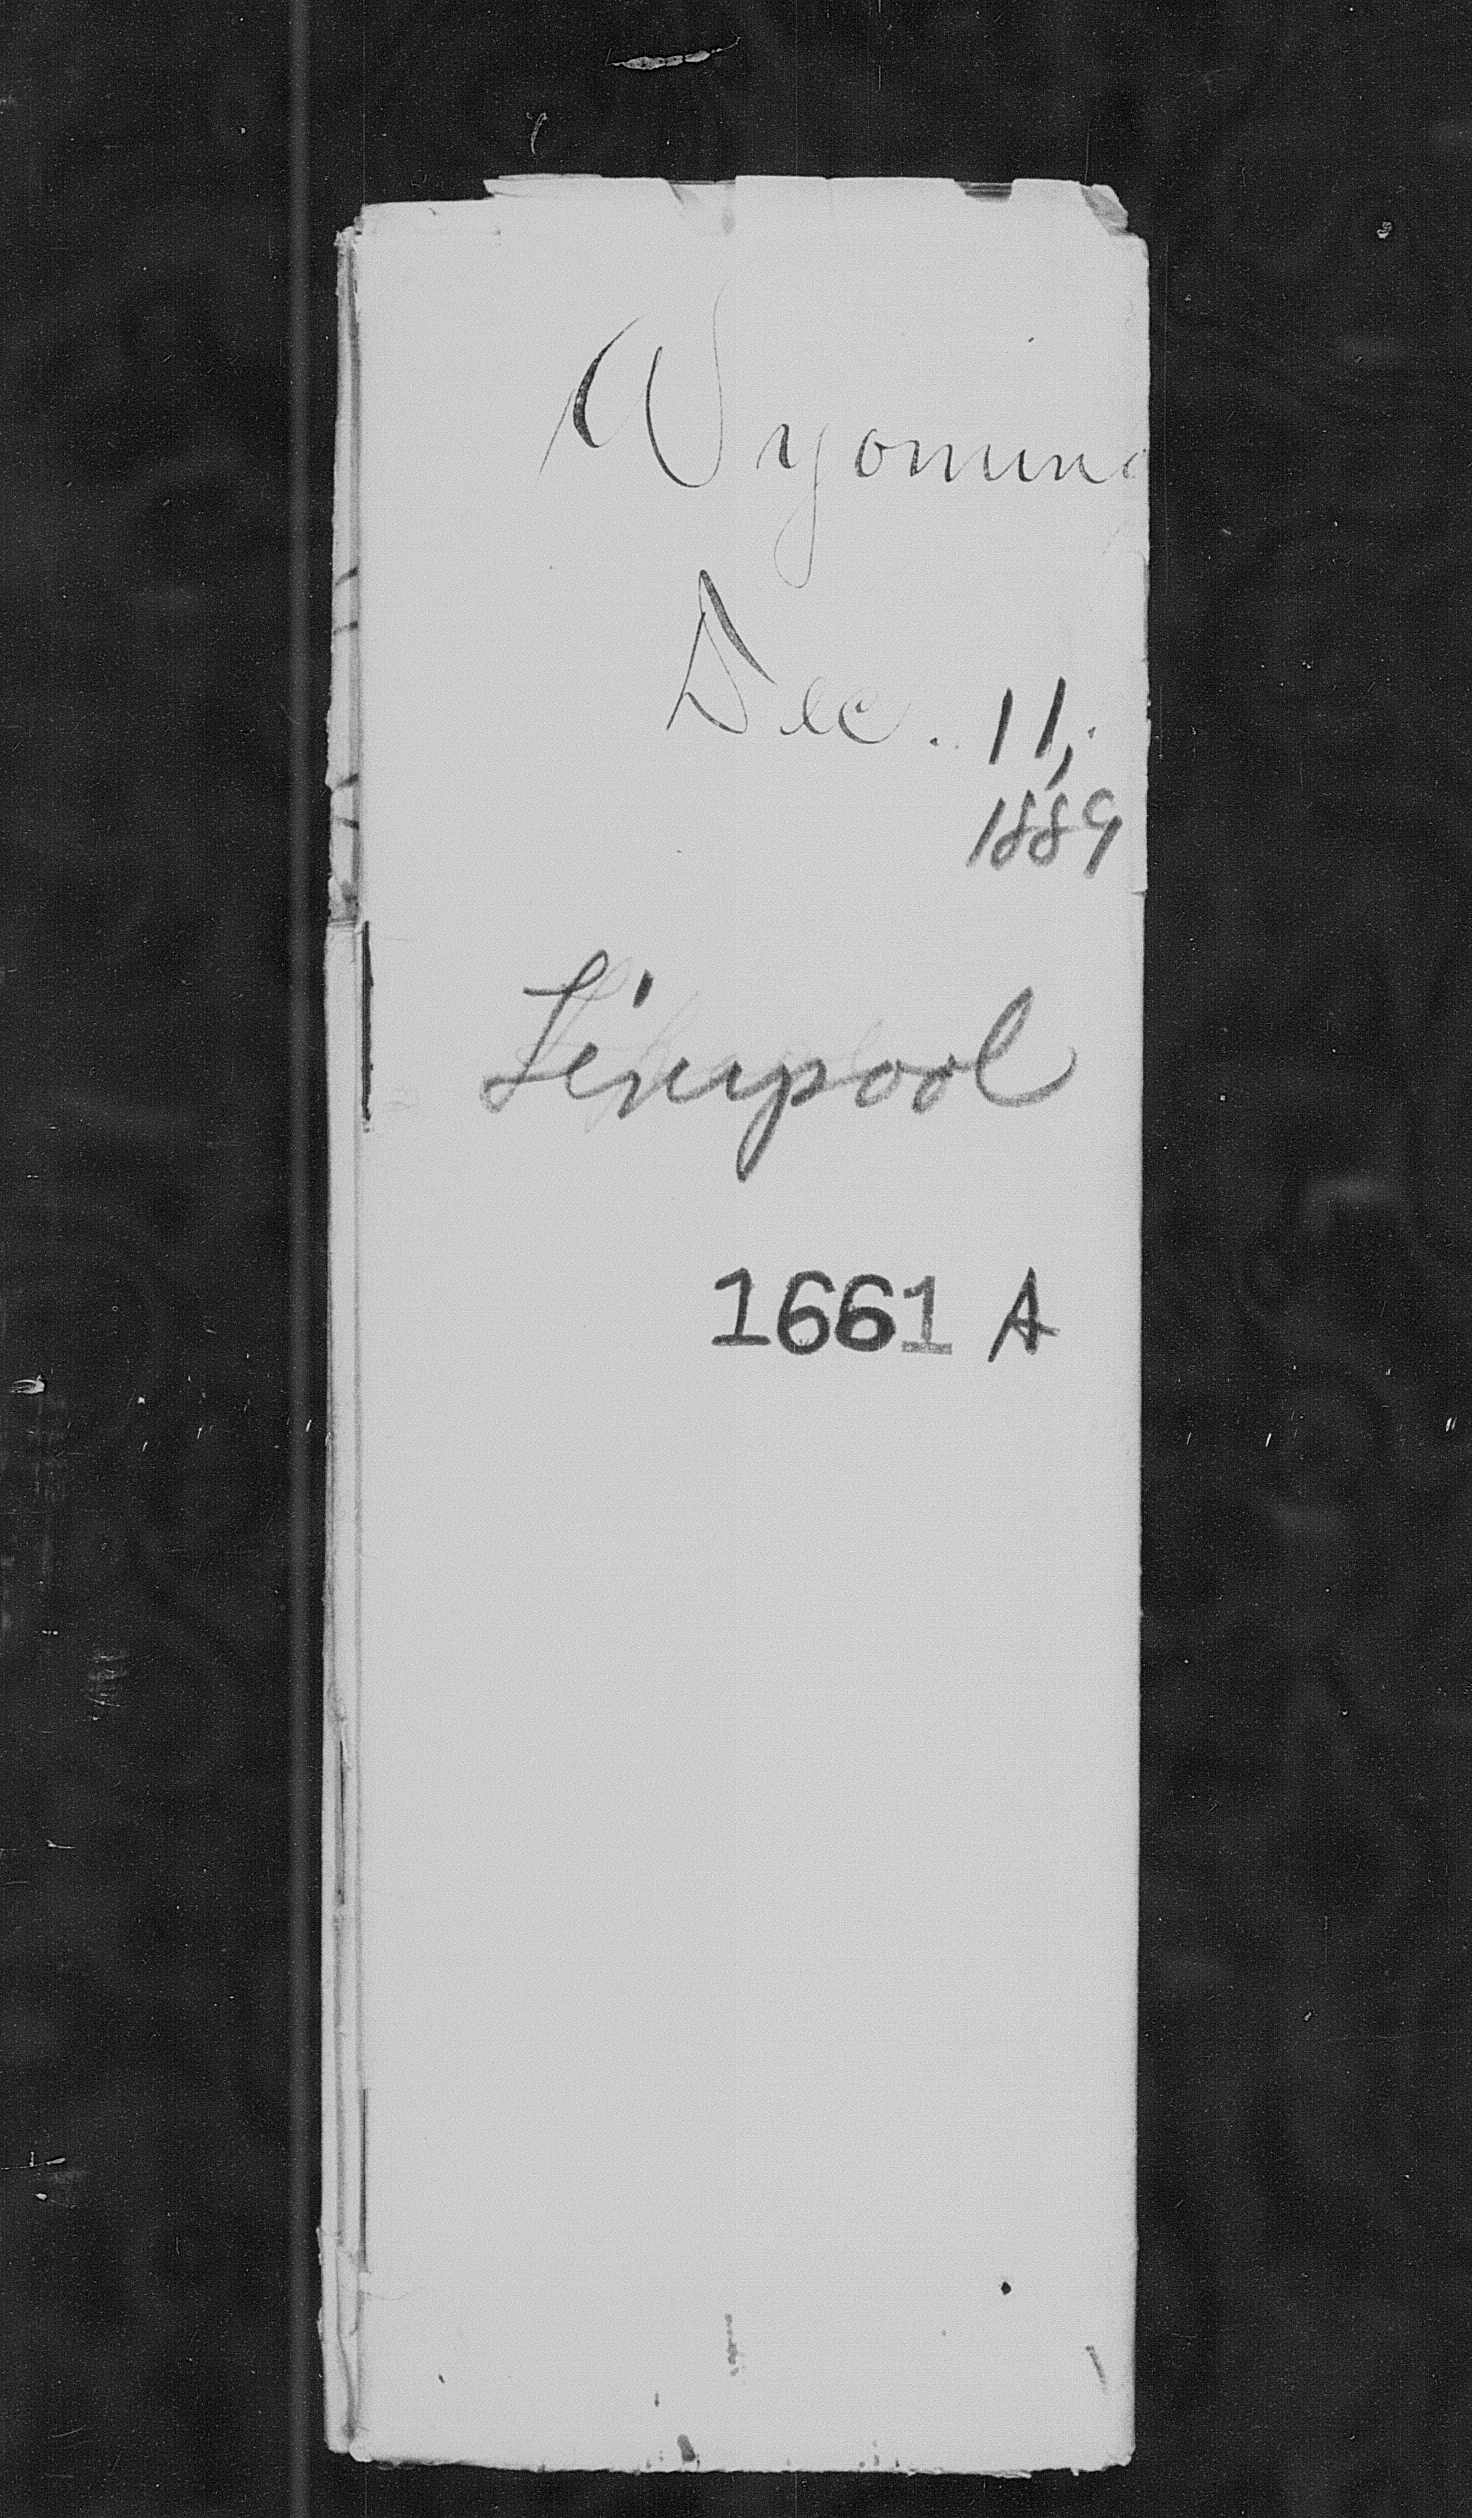 Wyoming
Dec. 11,
1889
Liverpool
1661 A